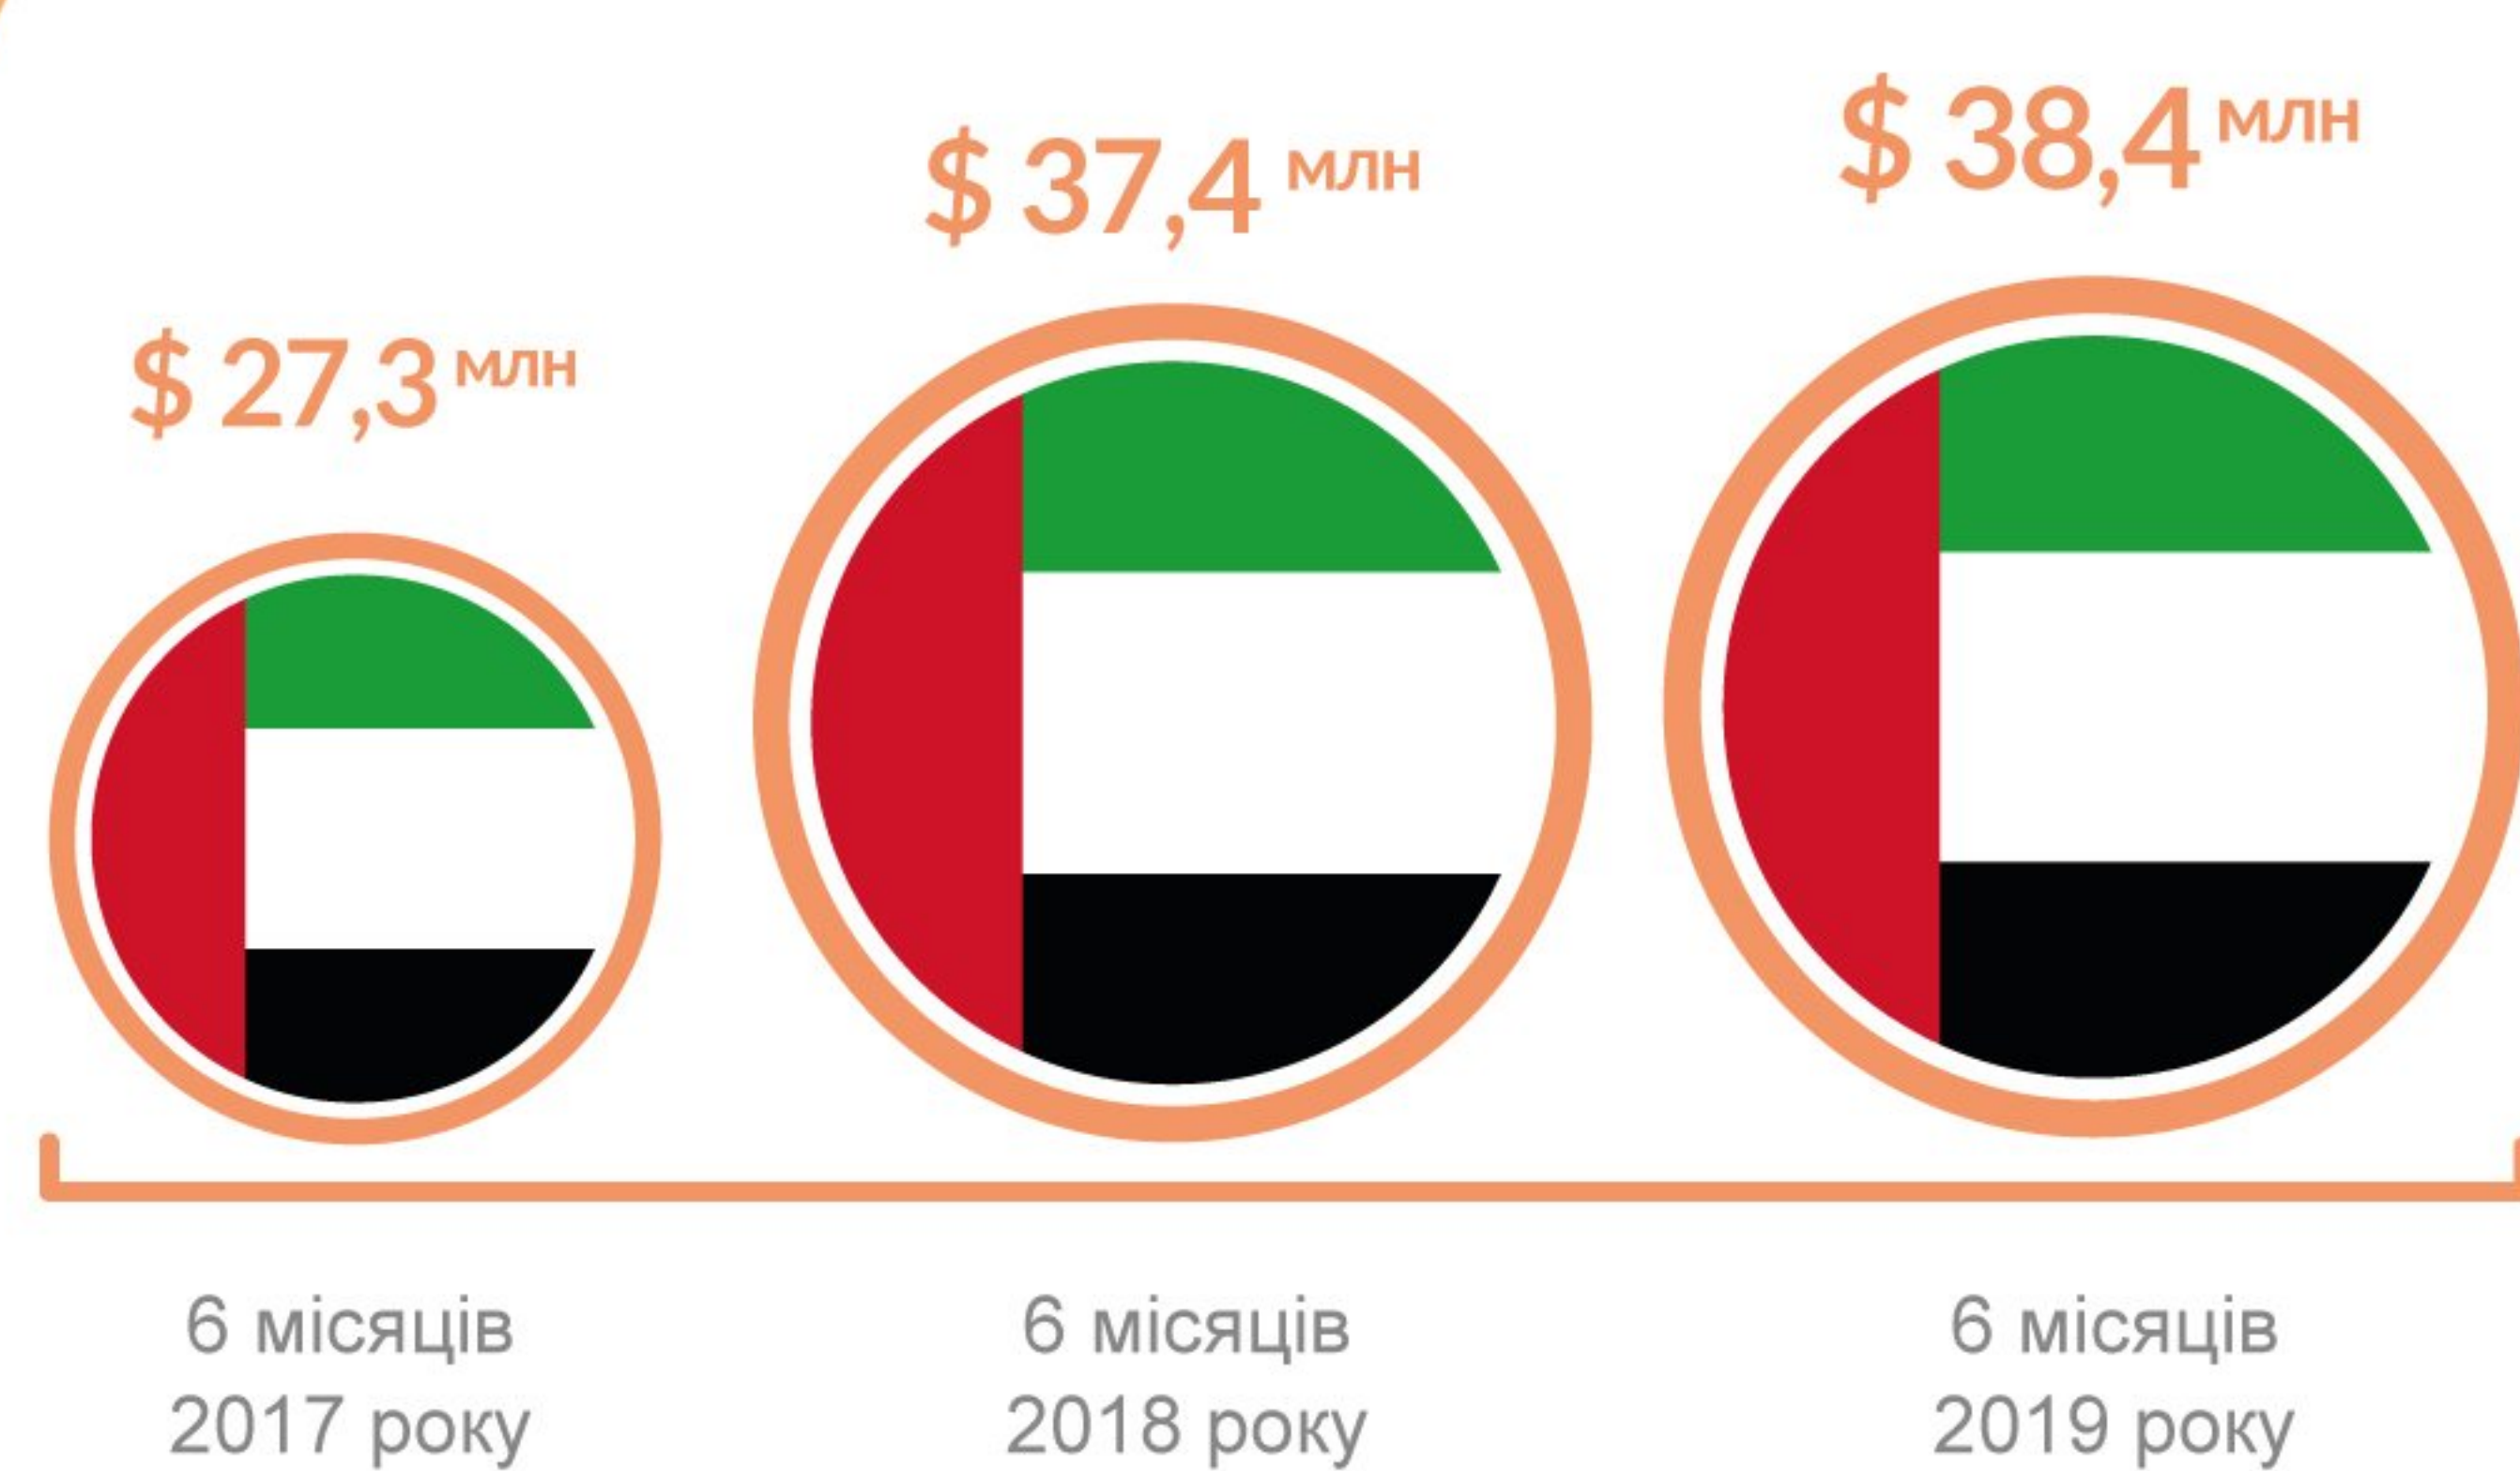 $ 27,3 млн
$ 37,4 млн
$ 38,4 млн
6 місяців
2017 року
6 місяців
2018 року
6 місяців
2019 року